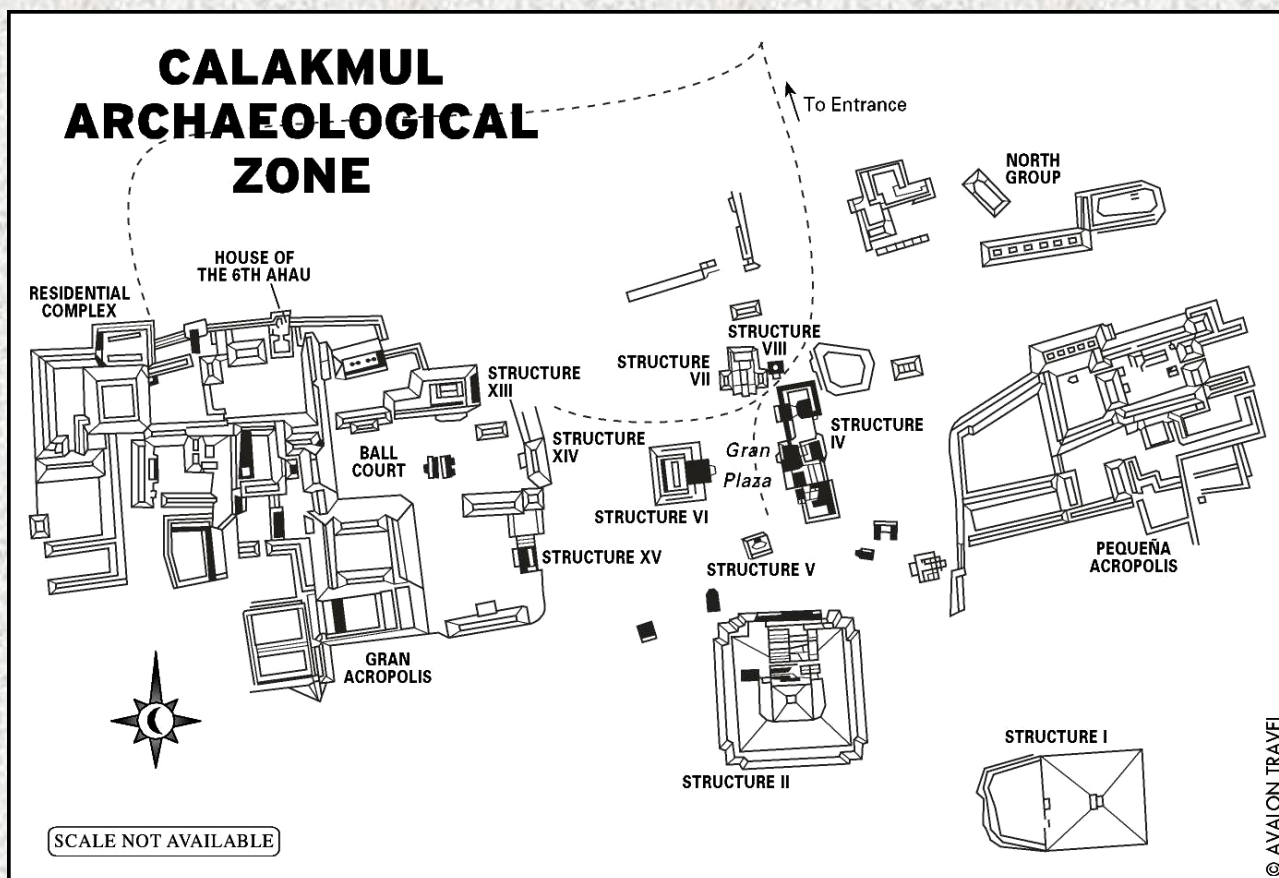 CALAKMUL
ARCHAEOLOGICAL
ZONE
To Entrance
NORTH
GROUP
HOUSE OF
THE 6TH AHAU
RESIDENTIAL
COMPLEX
STRUCTURE
VIII
STRUCTURE
VII
STRUCTURE
XIII
STRUCTURE
IV
STRUCTURE
XIV
BALL
COURT
Gran
Plaza
STRUCTURE VI
STRUCTURE XV
STRUCTURE V
PEQUEÑA
ACROPOLIS
GRAN
ACROPOLIS
STRUCTURE I
STRUCTURE II
SCALE NOT AVAILABLE
© AVALON TRAVEL